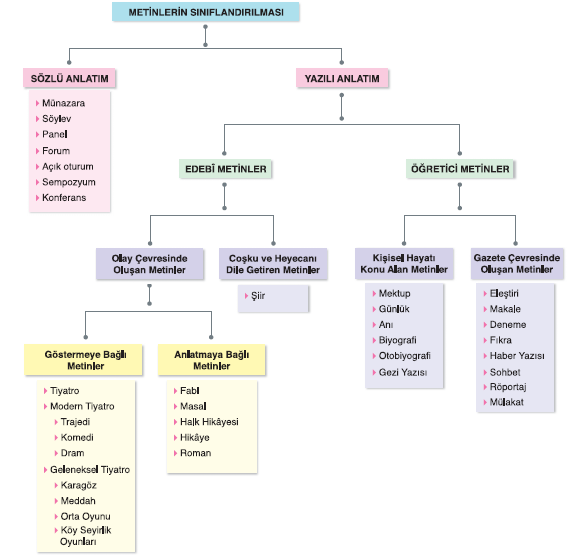 METİNLERİN SINIFLANDIRILMASI
SÖZLÜ ANLATIM
Münazara
Söylev
Panel
Forum
Açık oturum
Sempozyum
Konferans
YAZILI ANLATIM
EDEBÎ METİNLER
ÖĞRETİCİ METİNLER
Olay Çevresinde
Oluşan Metinler
Coşku ve Heyecanı
Dile Getiren Metinler
Şiir
Kişisel Hayatı
Konu Alan Metinler
Mektup
Günlük
Anı
Biyografi
Otobiyografi
Gezi Yazısı
Gazete Çevresinde
Oluşan Metinler
Eleştiri
Makale
Deneme
Fıkra
Haber Yazısı
Sohbet
Röportaj
Mülakat
Göstermeye Bağlı
Metinler
Tiyatro
Modern Tiyatro
Trajedi
Komedi
Dram
Geleneksel Tiyatro
Karagöz
Meddah
Orta Oyunu
Köy Seyirlik
Oyunları
Anlatmaya Bağlı
Metinler
Fabl
Masal
Halk Hikâyesi
Hikâye
Roman